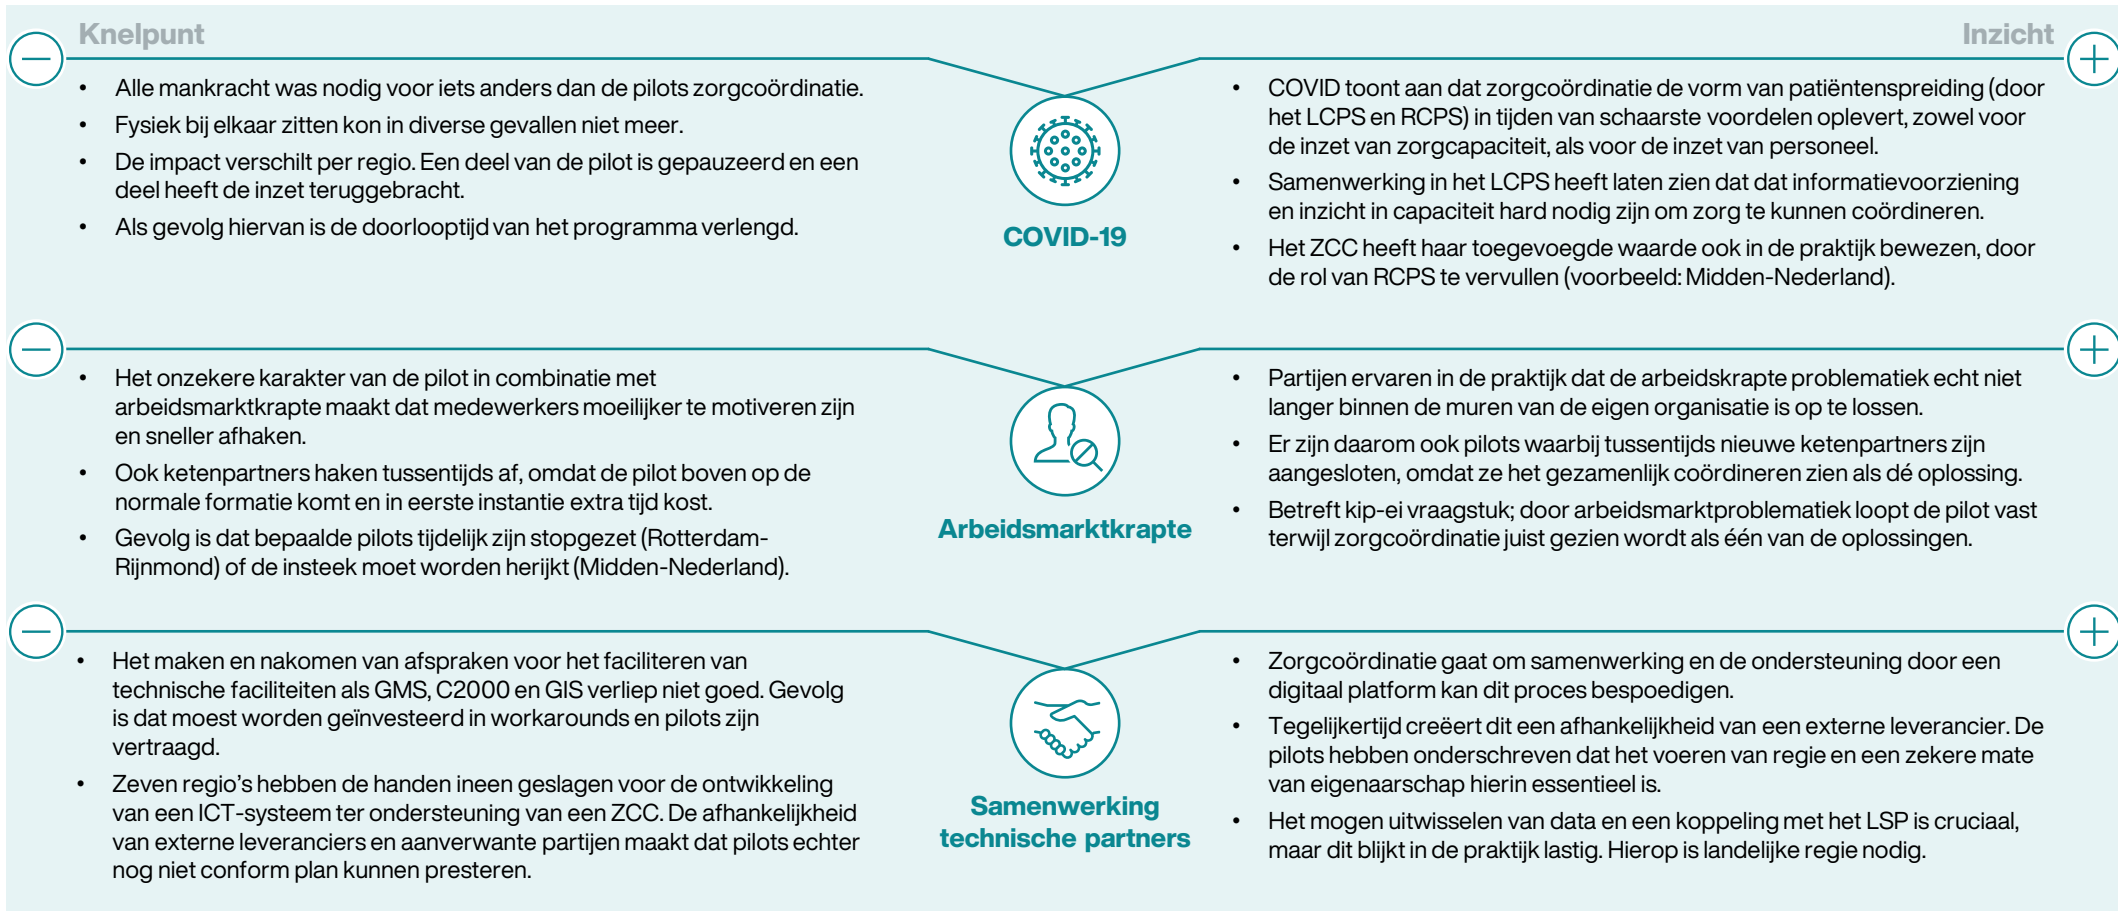 Knelpunt
Inzicht
• Alle mankracht was nodig voor iets anders dan de pilots zorgcoördinatie.
• Fysiek bij elkaar zitten kon in diverse gevallen niet meer.
• De impact verschilt per regio. Een deel van de pilot is gepauzeerd en een
deel heeft de inzet teruggebracht.
• Als gevolg hiervan is de doorlooptijd van het programma verlengd.
COVID-19
• COVID toont aan dat zorgcoördinatie de vorm van patiëntenspreiding (door
het LCPS en RCPS) in tijden van schaarste voordelen oplevert, zowel voor
de inzet van zorgcapaciteit, als voor de inzet van personeel.
• Samenwerking in het LCPS heeft laten zien dat dat informatievoorziening
en inzicht in capaciteit hard nodig zijn om zorg te kunnen coördineren.
• Het ZCC heeft haar toegevoegde waarde ook in de praktijk bewezen, door
de rol van RCPS te vervullen (voorbeeld: Midden-Nederland).
• Het onzekere karakter van de pilot in combinatie met
arbeidsmarktkrapte maakt dat medewerkers moeilijker te motiveren zijn
en sneller afhaken.
• Ook ketenpartners haken tussentijds af, omdat de pilot boven op de
normale formatie komt en in eerste instantie extra tijd kost.
• Gevolg is dat bepaalde pilots tijdelijk zijn stopgezet (Rotterdam-
Rijnmond) of de insteek moet worden herijkt (Midden-Nederland).
Arbeidsmarktkrapte
• Partijen ervaren in de praktijk dat de arbeidskrapte problematiek echt niet
langer binnen de muren van de eigen organisatie is op te lossen.
• Er zijn daarom ook pilots waarbij tussentijds nieuwe ketenpartners zijn
aangesloten, omdat ze het gezamenlijk coördineren zien als dé oplossing.
• Betreft kip-ei vraagstuk; door arbeidsmarktproblematiek loopt de pilot vast
terwijl zorgcoördinatie juist gezien wordt als één van de oplossingen.
• Het maken en nakomen van afspraken voor het faciliteren van
technische faciliteiten als GMS, C2000 en GIS verliep niet goed. Gevolg
is dat moest worden geïnvesteerd in workarounds en pilots zijn
vertraagd.
• Zeven regio's hebben de handen ineen geslagen voor de ontwikkeling
van een ICT-systeem ter ondersteuning van een ZCC. De afhankelijkheid
van externe leveranciers en aanverwante partijen maakt dat pilots echter
nog niet conform plan kunnen presteren.
Samenwerking
technische partners
• Zorgcoördinatie gaat om samenwerking en de ondersteuning door een
digitaal platform kan dit proces bespoedigen.
• Tegelijkertijd creëert dit een afhankelijkheid van een externe leverancier. De
pilots hebben onderschreven dat het voeren van regie en een zekere mate
van eigenaarschap hierin essentieel is.
• Het mogen uitwisselen van data en een koppeling met het LSP is cruciaal,
maar dit blijkt in de praktijk lastig. Hierop is landelijke regie nodig.